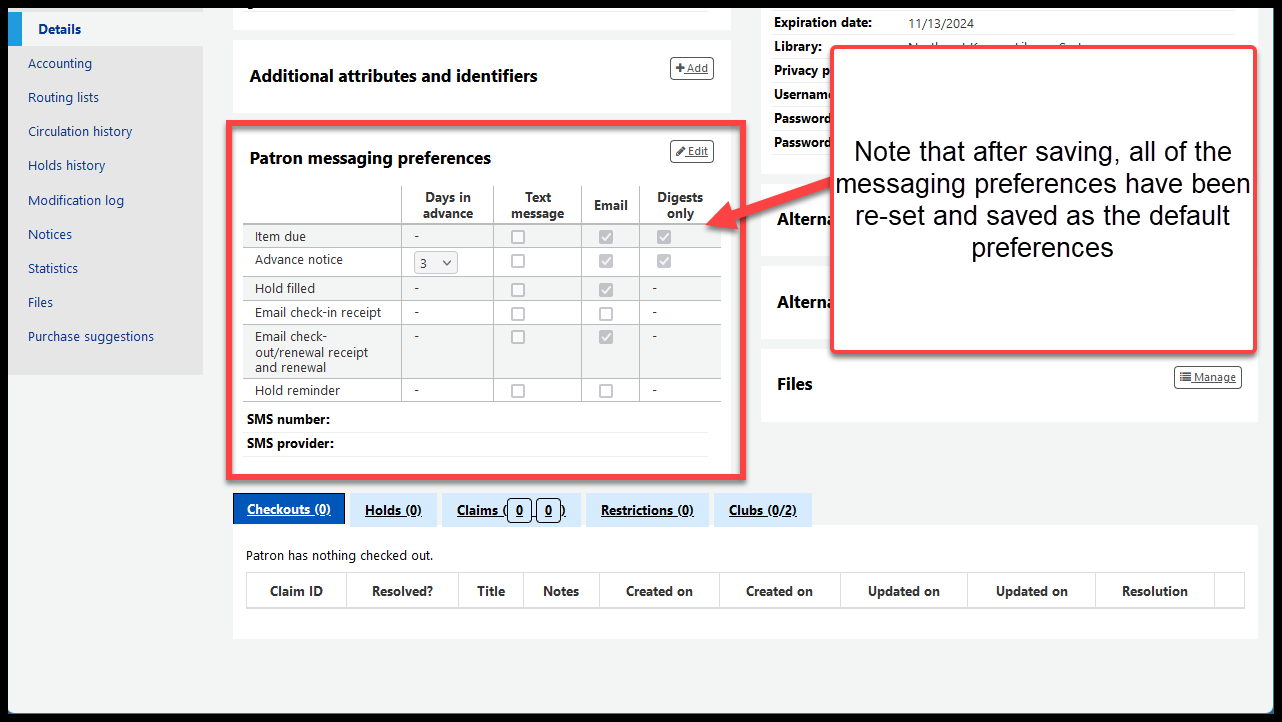 Details
Accounting
Routing lists
Circulation history
Holds history
Modification log
Notices
Statistics
Files
Purchase suggestions
Additional attributes and identifiers
Add
Patron messaging preferences
Edit
Days in advance Text message Email Digests only
Item due -
Advance notice 3
Hold filled - -
Email check-in receipt - -
Email check-
out/renewal receipt
and renewal - -
Hold reminder - -
SMS number:
SMS provider:
Expiration date: 11/13/2024
Library:
Privacy p
Username
Password
Password
Note that after saving, all of the
messaging preferences have been
re-set and saved as the default
preferences
Alterna
Alterna
Files
Manage
Checkouts (0) Holds (0) Claims ( 0 0 ) Restrictions (0) Clubs (0/2)
Patron has nothing checked out.
Claim ID Resolved? Title Notes Created on Created on Updated on Updated on Resolution